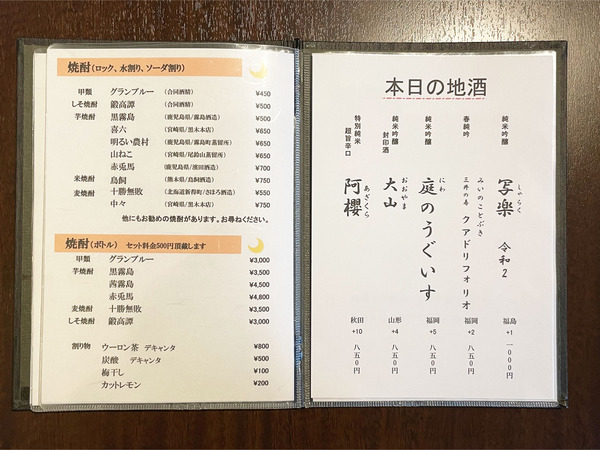 焼酎(ロック、水割り、ソーダ割り)
甲類 グランブルー (合同酒精) ¥450
しそ焼酎 鍛高譚 (合同酒精) ¥500
芋焼酎 黒霧島 (鹿児島県/霧島酒造) ¥500
喜六 (宮崎県/黒木本店) ¥650
明るい農村 (鹿児島県/霧島町蒸留所) ¥650
山ねこ (宮崎県/尾鈴山蒸留所) ¥650
赤兎馬 (鹿児島県/濱田酒造) ¥750
米焼酎 鳥飼 (熊本県/鳥飼酒造) ¥750
麦焼酎 十勝無敗 (北海道新得町/さほろ酒造) ¥550
中々 (宮崎県/黒木本店) ¥750
他にもお勧めの焼酎があります。お尋ねください。
焼酎(ボトル) セット料金500円頂戴します
甲類 グランブルー ¥3,000
芋焼酎 黒霧島 ¥3,500
茜霧島 ¥4,500
赤兎馬 ¥4,800
麦焼酎 十勝無敗 ¥3,500
しそ焼酎 鍛高譚 ¥3,000
割り物 ウーロン茶 デキャンタ ¥800
炭酸 デキャンタ ¥500
梅干し ¥100
カットレモン ¥200
本日の地酒
純米吟醸 写楽 しゃらく 令和2 福島 +1 一〇〇〇円
春純吟 みいのことぶき 三井の寿 クアドリフォリオ 福岡 +2 八五〇円
純米吟醸 庭のうぐいす にわ 福岡 +5 八五〇円
純米吟醸 封印酒 大山 おおやま 山形 +4 八五〇円
特別純米 超旨辛口 阿櫻 あざくら 秋田 +10 八五〇円